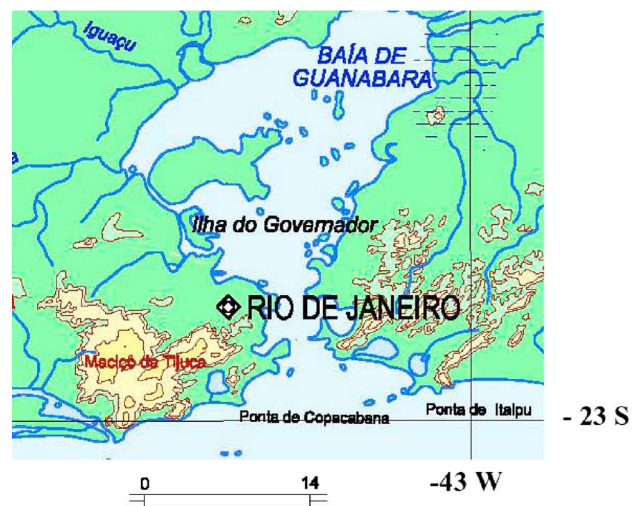 Iguaçu
BAÍA DE
GUANABARA
Ilha do Governador
RIO DE JANEIRO
Maciço da Tijuca
Ponta de Copacabana
Ponta de Itaipu
- 23 S
-43 W
0 14